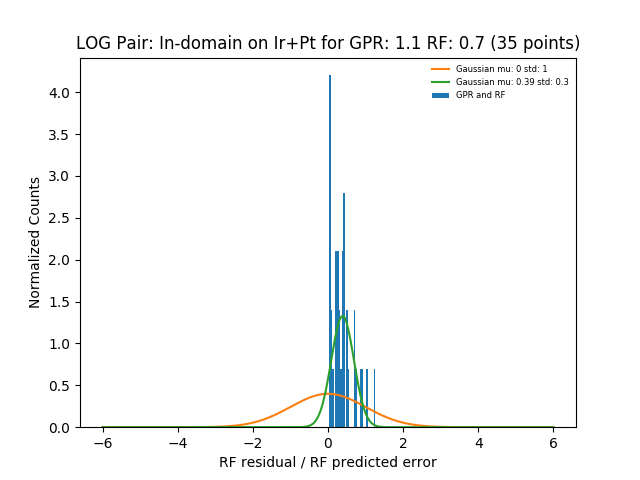 LOG Pair: In-domain on Ir+Pt for GPR: 1.1 RF: 0.7 (35 points)
Gaussian mu: 0 std: 1
Gaussian mu: 0.39 std: 0.3
GPR and RF
Normalized Counts
4.0
3.5
3.0
2.5
2.0
1.5
1.0
0.5
0.0
−6 −4 −2 0 2 4 6
RF residual / RF predicted error